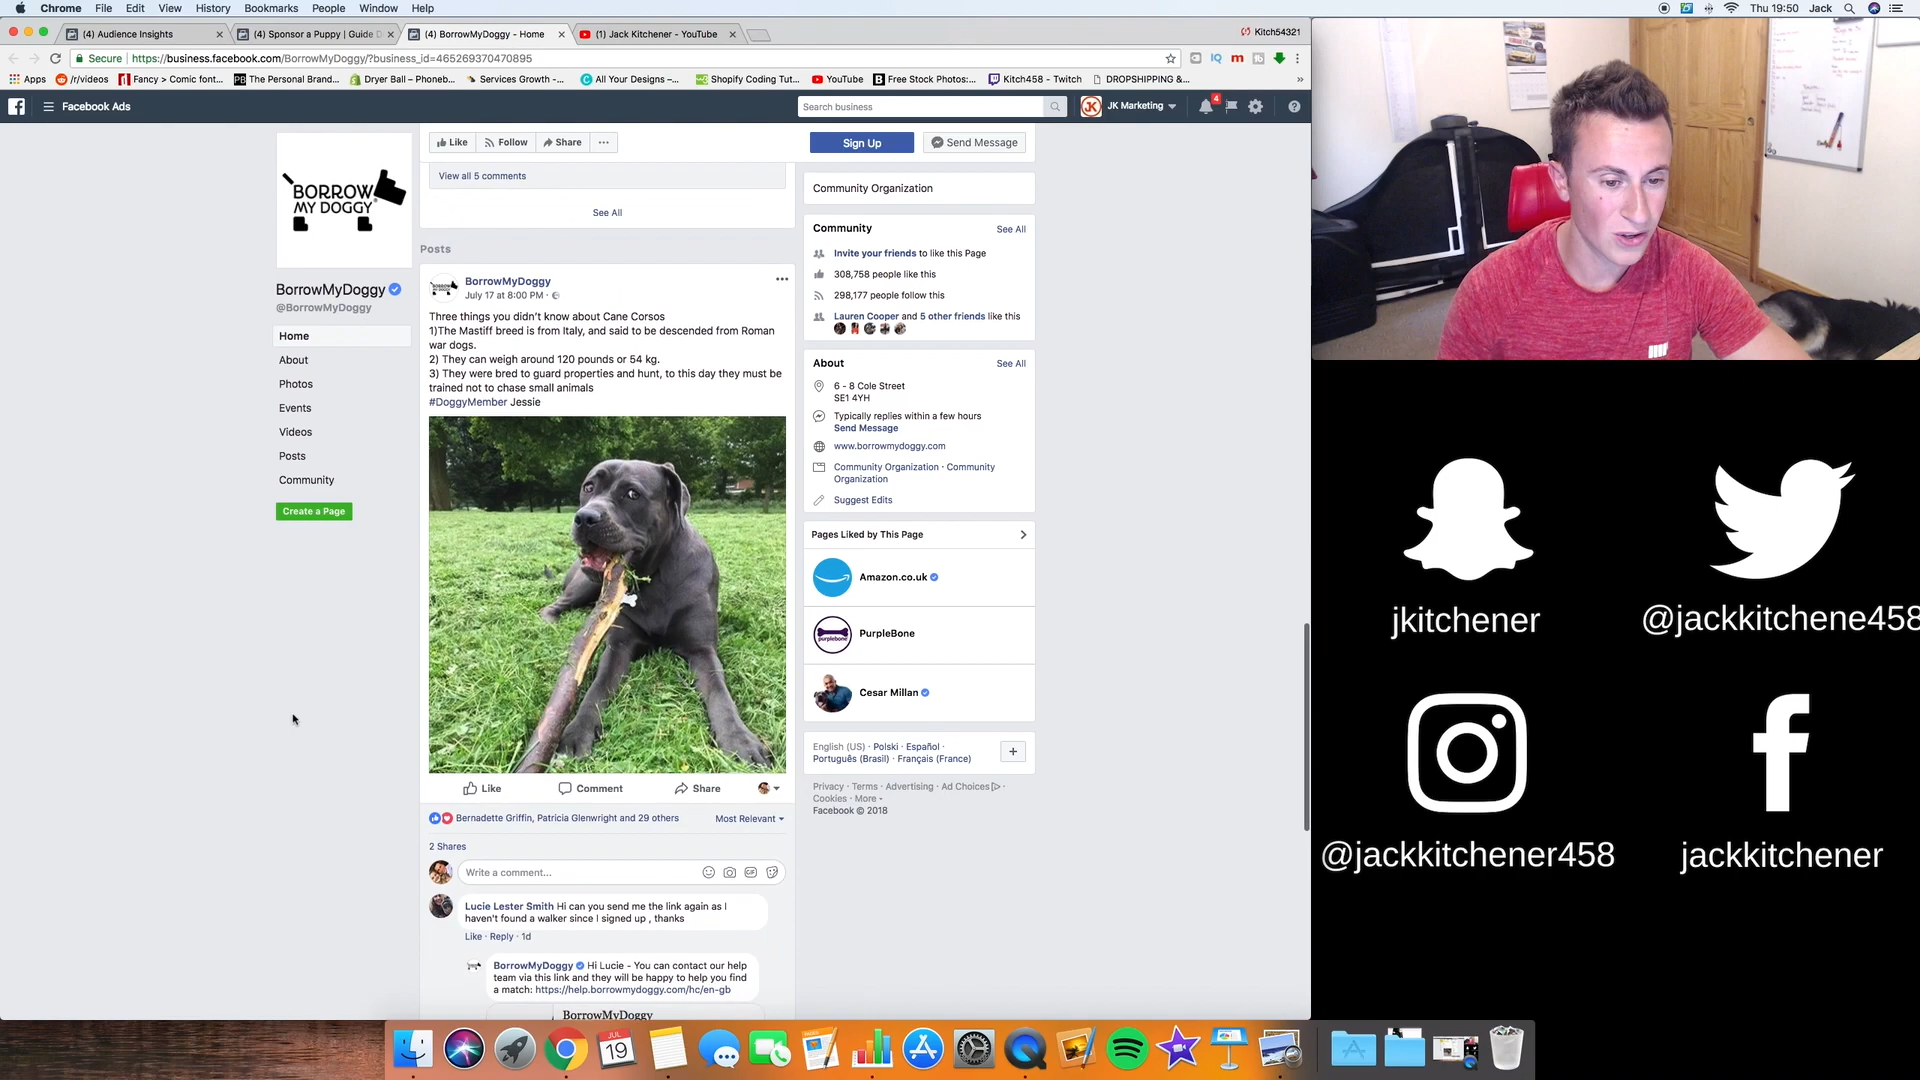 Chrome File Edit View History Bookmarks People Window Help
Thu 19:50 Jack
(4) Audience Insights
(4) Sponsor a Puppy | Guide D
(4) BorrowMyDoggy - Home
(1) Jack Kitchener - YouTube
Kitch54321
Secure | https://business.facebook.com/BorrowMyDoggy/?business_id=465269370470895
Apps /r/videos Fancy > Comic font... The Personal Brand... Dryer Ball – Phoneb... Services Growth -... All Your Designs –... Shopify Coding Tut... YouTube Free Stock Photos:... Kitch458 - Twitch DROPSHIPPING &...
Facebook Ads
Search business
JK Marketing
4
BORROW
MY DOGGY
BorrowMyDoggy
@BorrowMyDoggy
Home
About
Photos
Events
Videos
Posts
Community
Create a Page
Like Follow Share
Sign Up
Send Message
View all 5 comments
See All
Posts
BorrowMyDoggy
July 17 at 8:00 PM ·
Three things you didn't know about Cane Corsos
1)The Mastiff breed is from Italy, and said to be descended from Roman
war dogs.
2) They can weigh around 120 pounds or 54 kg.
3) They were bred to guard properties and hunt, to this day they must be
trained not to chase small animals
#DoggyMember Jessie
Like Comment Share
Bernadette Griffin, Patricia Glenwright and 29 others
Most Relevant
2 Shares
Write a comment...
Lucie Lester Smith Hi can you send me the link again as I
haven't found a walker since I signed up , thanks
Like · Reply · 1d
BorrowMyDoggy Hi Lucie - You can contact our help
team via this link and they will be happy to help you find
a match: https://help.borrowmydoggy.com/hc/en-gb
BorrowMyDoggy
Community Organization
Community See All
Invite your friends to like this Page
308,758 people like this
298,177 people follow this
Lauren Cooper and 5 other friends like this
About See All
6 - 8 Cole Street
SE1 4YH
Typically replies within a few hours
Send Message
www.borrowmydoggy.com
Community Organization · Community
Organization
Suggest Edits
Pages Liked by This Page
Amazon.co.uk
PurpleBone
Cesar Millan
English (US) · Polski · Español ·
Português (Brasil) · Français (France)
Privacy · Terms · Advertising · Ad Choices ·
Cookies · More
Facebook © 2018
jkitchener
@jackkitchene458
@jackkitchener458
jackkitchener
JUL
19